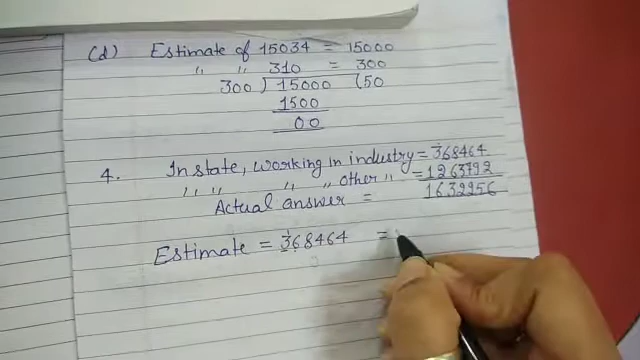 (d) Estimate of 15034 = 15000
" " 310 = 300
300 ) 15000 (50
1500
00
4. In state, working in industry = 368464
" " " " other " = 1263792
Actual answer = 1632256
Estimate = 368464 =